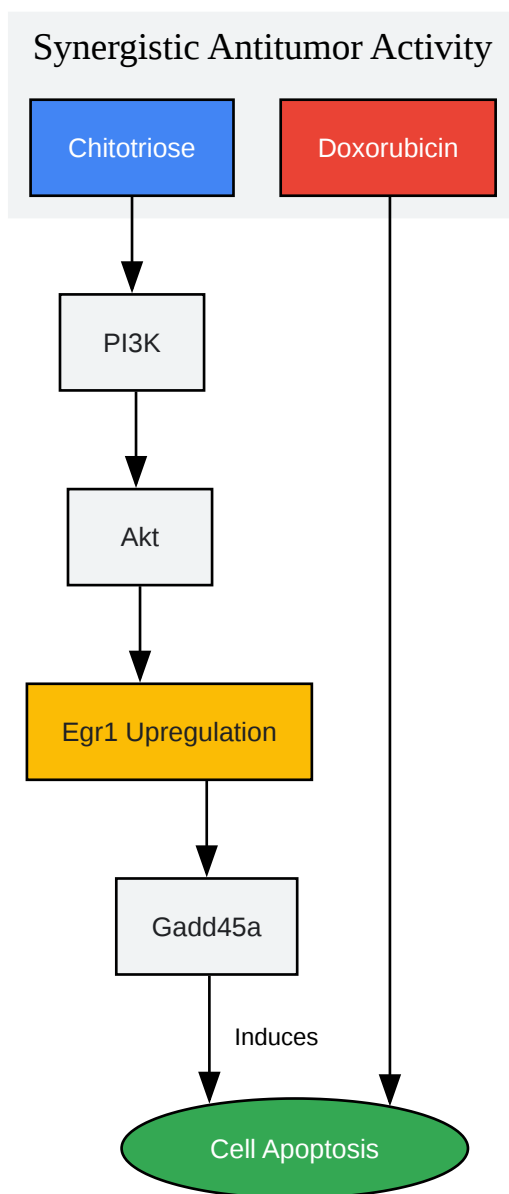 Synergistic Antitumor Activity
Chitotriose
Doxorubicin
PI3K
Akt
Egr1 Upregulation
Gadd45a
Induces
Cell Apoptosis